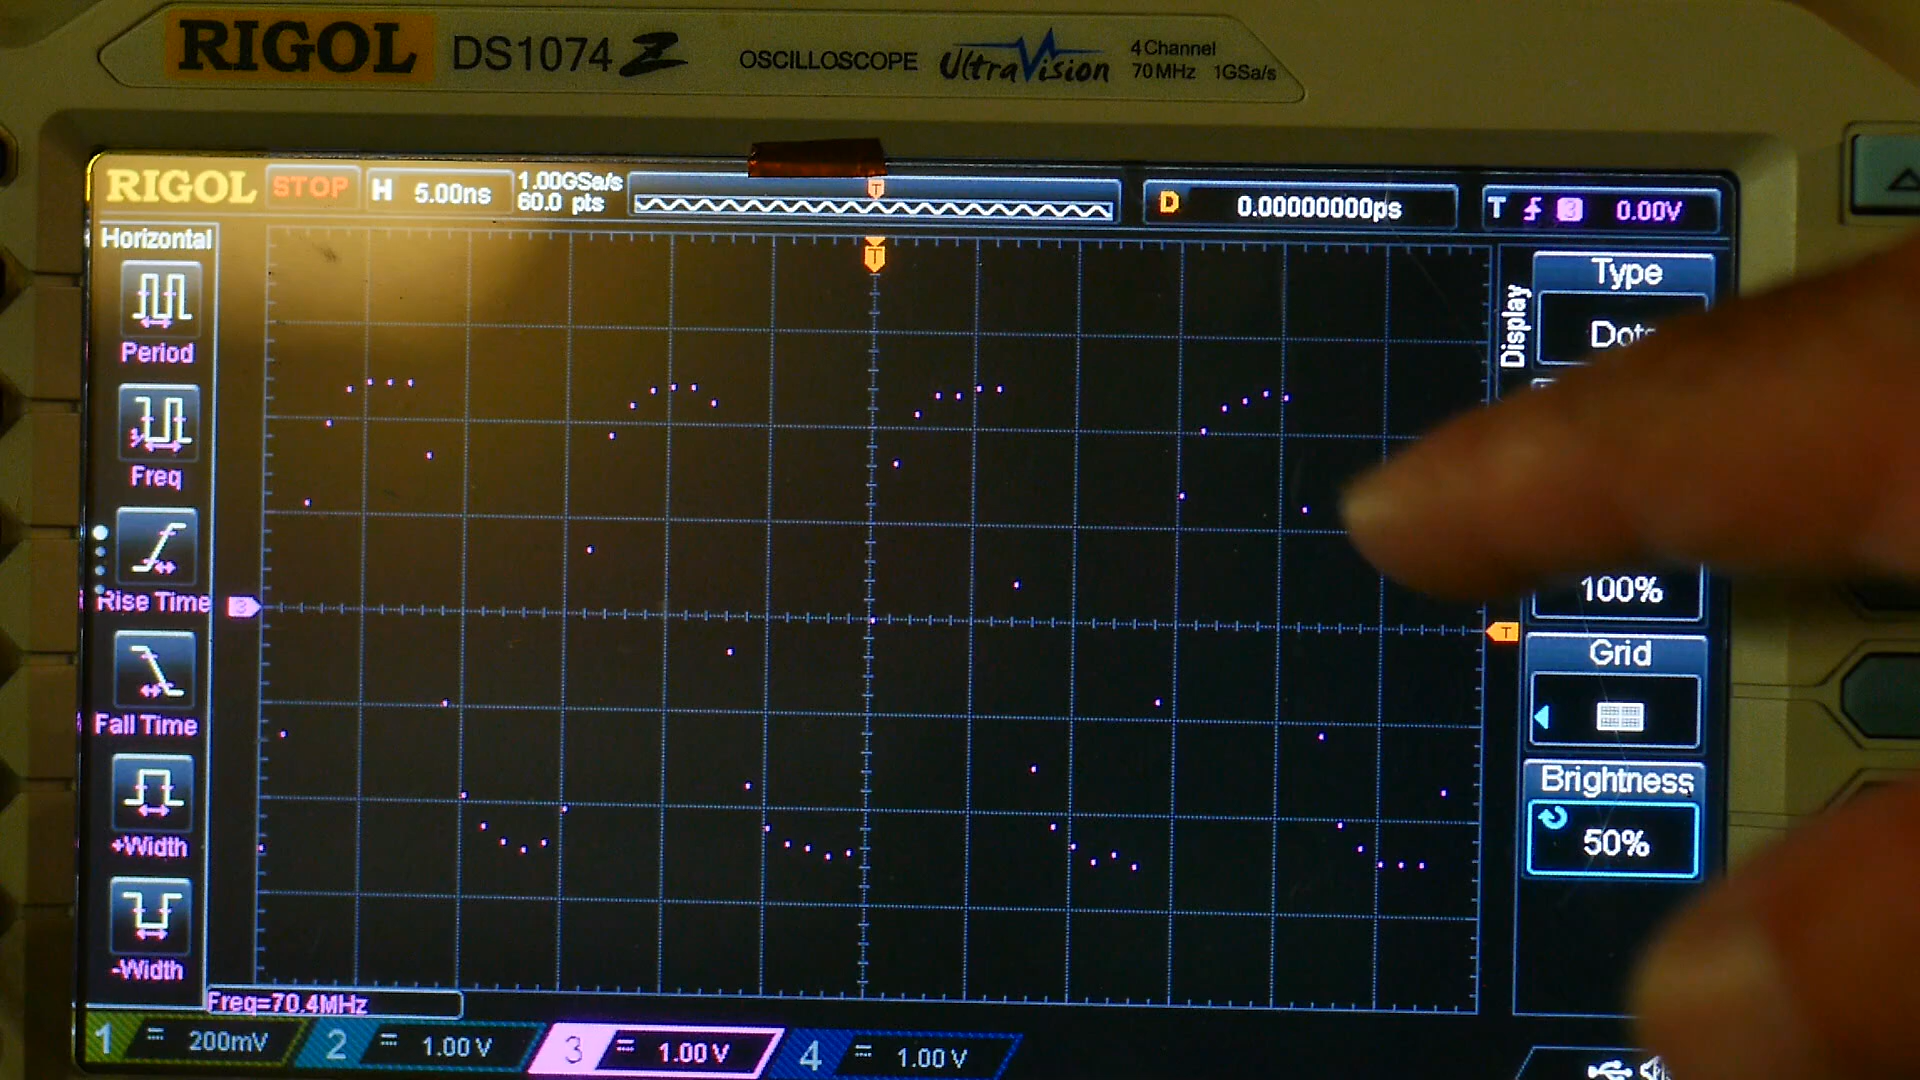 RIGOL DS1074Z OSCILLOSCOPE UltraVision 4 Channel
70 MHz 1GSa/s
RIGOL STOP H 5.00ns 1.00GSa/s
60.0 pts
T
D 0.00000000ps
T 3 0.00V
Horizontal
T
Period
Freq
Rise Time
Fall Time
+Width
-Width
3
T
Display
Type
100%
Grid
Brightness
50%
Freq=70.4MHz
1 200mV 2 1.00 V 3 1.00 V 4 1.00 V